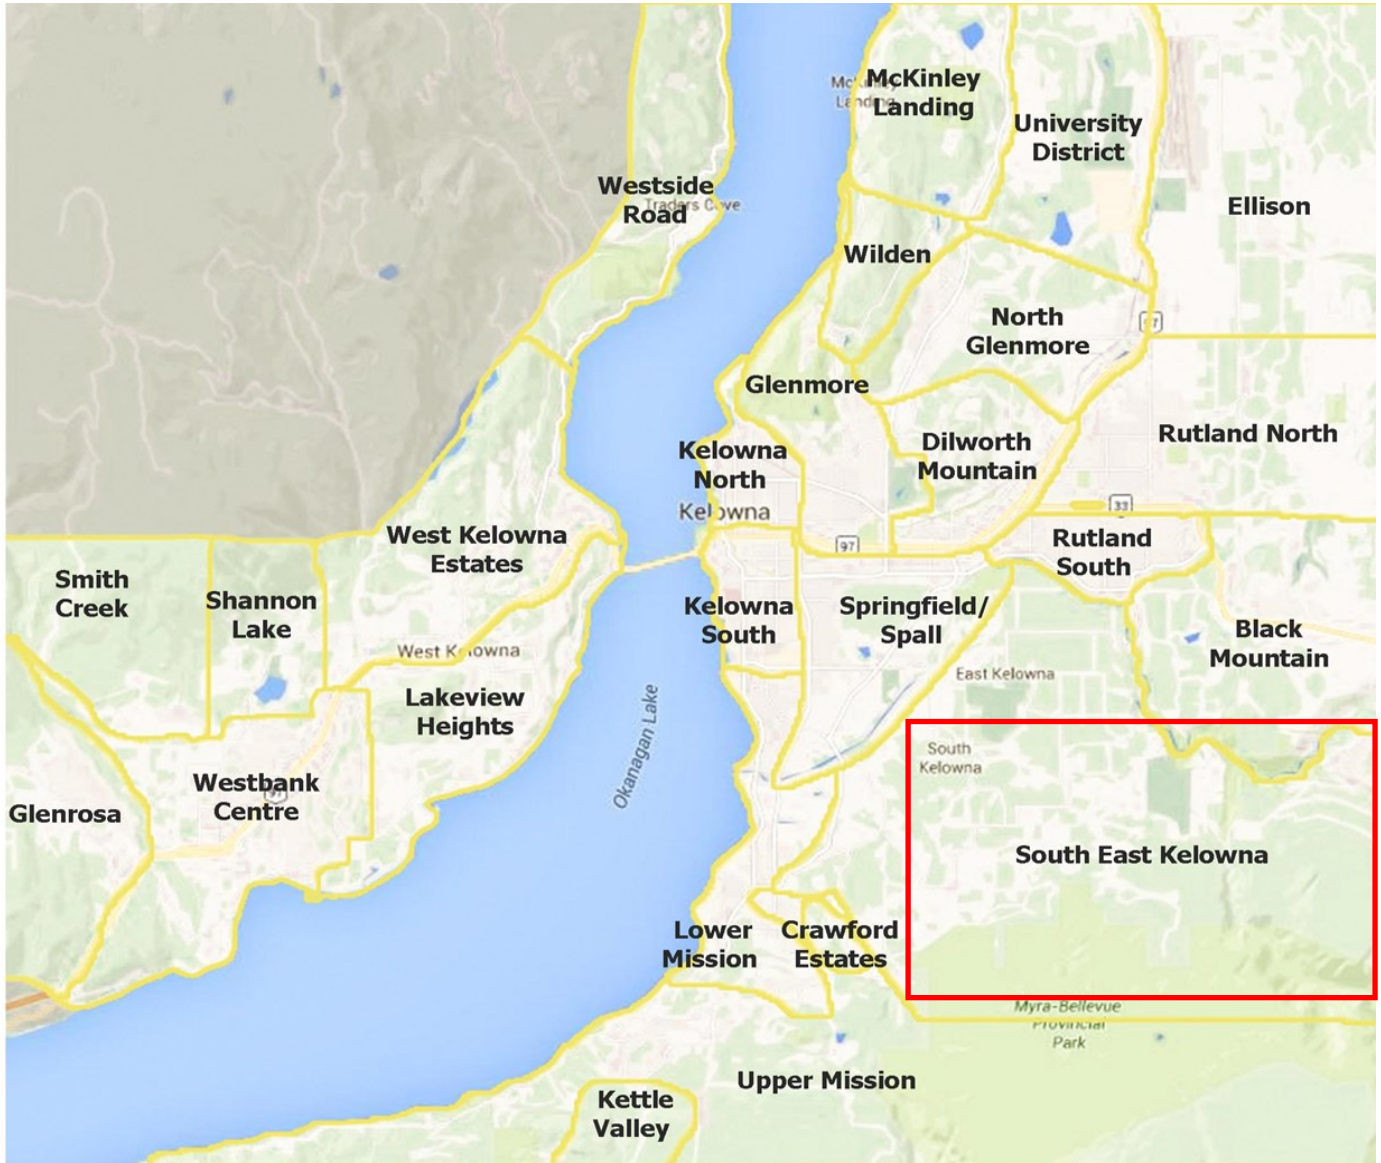 McKinley
Landing
University
District
Westside
Road
Traders Cove
Ellison
Wilden
North
Glenmore
97
Glenmore
Rutland North
Dilworth
Mountain
Kelowna
North
Kelowna
33
97
West Kelowna
Estates
Rutland
South
Smith
Creek
Shannon
Lake
Kelowna
South
Springfield/
Spall
Black
Mountain
West Kelowna
East Kelowna
Lakeview
Heights
Okanagan Lake
South
Kelowna
Westbank
Centre
97
Glenrosa
South East Kelowna
Lower
Mission
Crawford
Estates
Myra-Bellevue
Provincial
Park
Upper Mission
Kettle
Valley